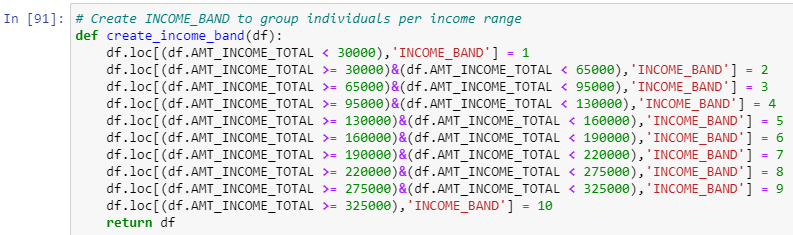 In [91]: # Create INCOME_BAND to group individuals per income range
def create_income_band(df):
    df.loc[(df.AMT_INCOME_TOTAL < 30000),'INCOME_BAND'] = 1
    df.loc[(df.AMT_INCOME_TOTAL >= 30000)&(df.AMT_INCOME_TOTAL < 65000),'INCOME_BAND'] = 2
    df.loc[(df.AMT_INCOME_TOTAL >= 65000)&(df.AMT_INCOME_TOTAL < 95000),'INCOME_BAND'] = 3
    df.loc[(df.AMT_INCOME_TOTAL >= 95000)&(df.AMT_INCOME_TOTAL < 130000),'INCOME_BAND'] = 4
    df.loc[(df.AMT_INCOME_TOTAL >= 130000)&(df.AMT_INCOME_TOTAL < 160000),'INCOME_BAND'] = 5
    df.loc[(df.AMT_INCOME_TOTAL >= 160000)&(df.AMT_INCOME_TOTAL < 190000),'INCOME_BAND'] = 6
    df.loc[(df.AMT_INCOME_TOTAL >= 190000)&(df.AMT_INCOME_TOTAL < 220000),'INCOME_BAND'] = 7
    df.loc[(df.AMT_INCOME_TOTAL >= 220000)&(df.AMT_INCOME_TOTAL < 275000),'INCOME_BAND'] = 8
    df.loc[(df.AMT_INCOME_TOTAL >= 275000)&(df.AMT_INCOME_TOTAL < 325000),'INCOME_BAND'] = 9
    df.loc[(df.AMT_INCOME_TOTAL >= 325000),'INCOME_BAND'] = 10
    return df